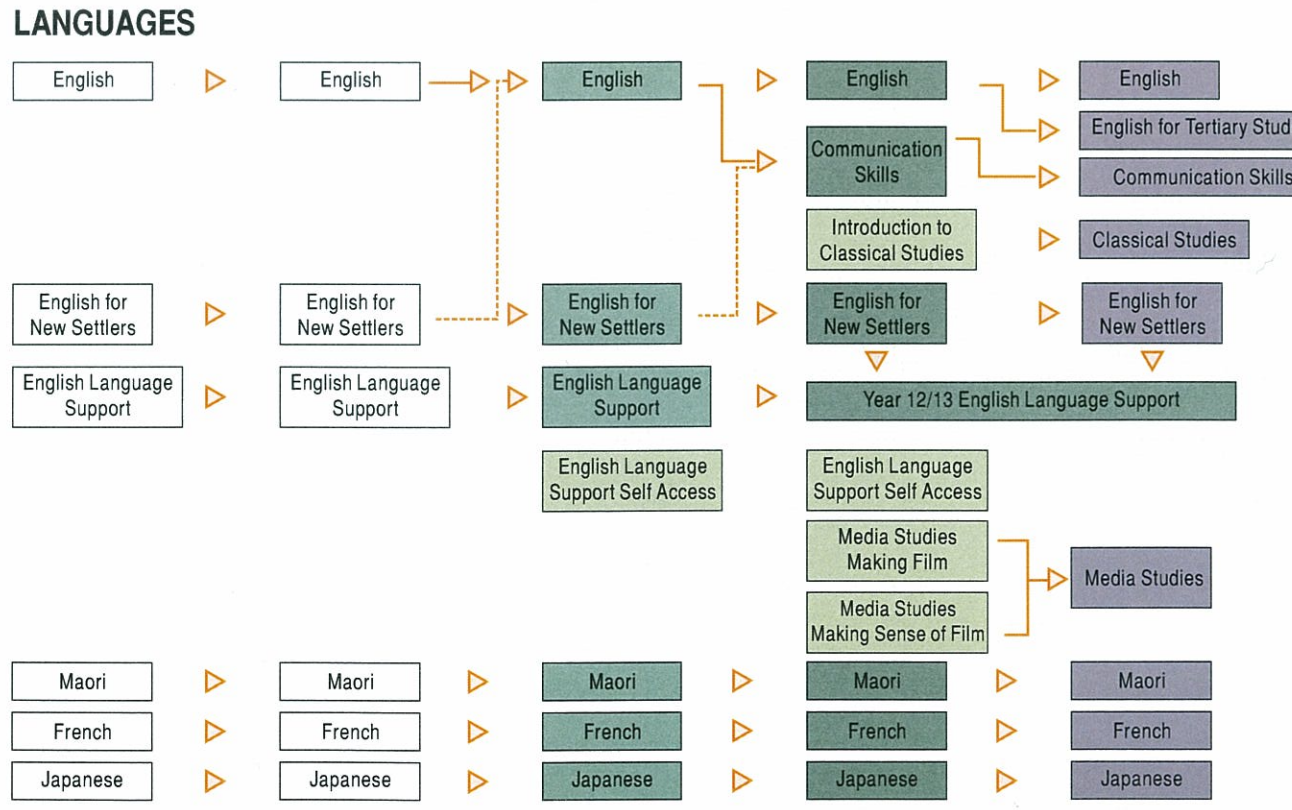 LANGUAGES
English
English
English
English
English
English for Tertiary Stud
Communication
Skills
Communication Skills
Introduction to
Classical Studies
Classical Studies
English for
New Settlers
English for
New Settlers
English for
New Settlers
English for
New Settlers
English for
New Settlers
English Language
Support
English Language
Support
English Language
Support
Year 12/13 English Language Support
English Language
Support Self Access
English Language
Support Self Access
Media Studies
Making Film
Media Studies
Media Studies
Making Sense of Film
Maori
Maori
Maori
Maori
Maori
French
French
French
French
French
Japanese
Japanese
Japanese
Japanese
Japanese